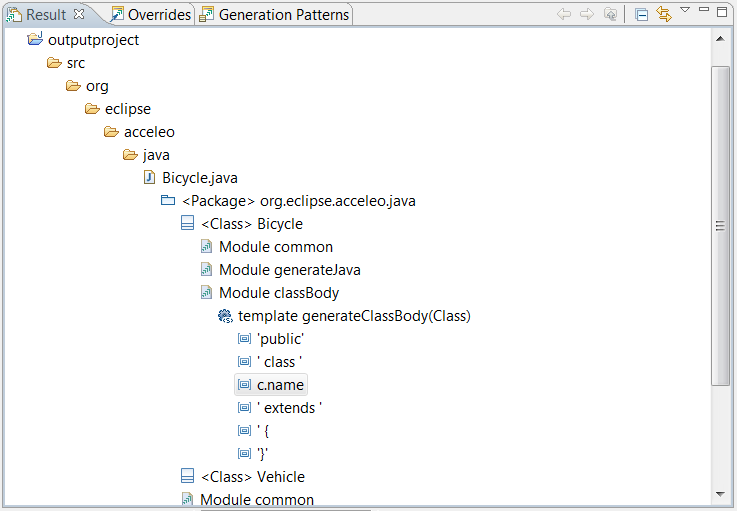 Result Overrides Generation Patterns
outputproject
src
org
eclipse
acceleo
java
Bicycle.java
<Package> org.eclipse.acceleo.java
<Class> Bicycle
Module common
Module generateJava
Module classBody
template generateClassBody(Class)
'public'
' class '
c.name
' extends '
' {
'}'
<Class> Vehicle
Module common